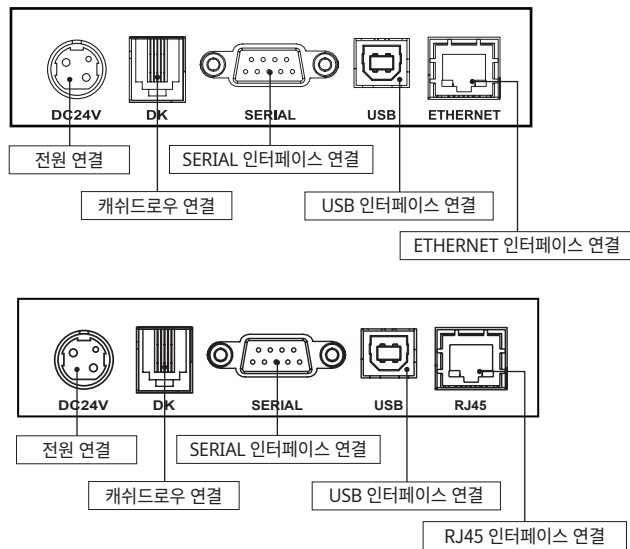 DC24V DK SERIAL USB ETHERNET
전원 연결
SERIAL 인터페이스 연결
캐쉬드로우 연결
USB 인터페이스 연결
ETHERNET 인터페이스 연결
DC24V DK SERIAL USB RJ45
전원 연결
SERIAL 인터페이스 연결
캐쉬드로우 연결
USB 인터페이스 연결
RJ45 인터페이스 연결